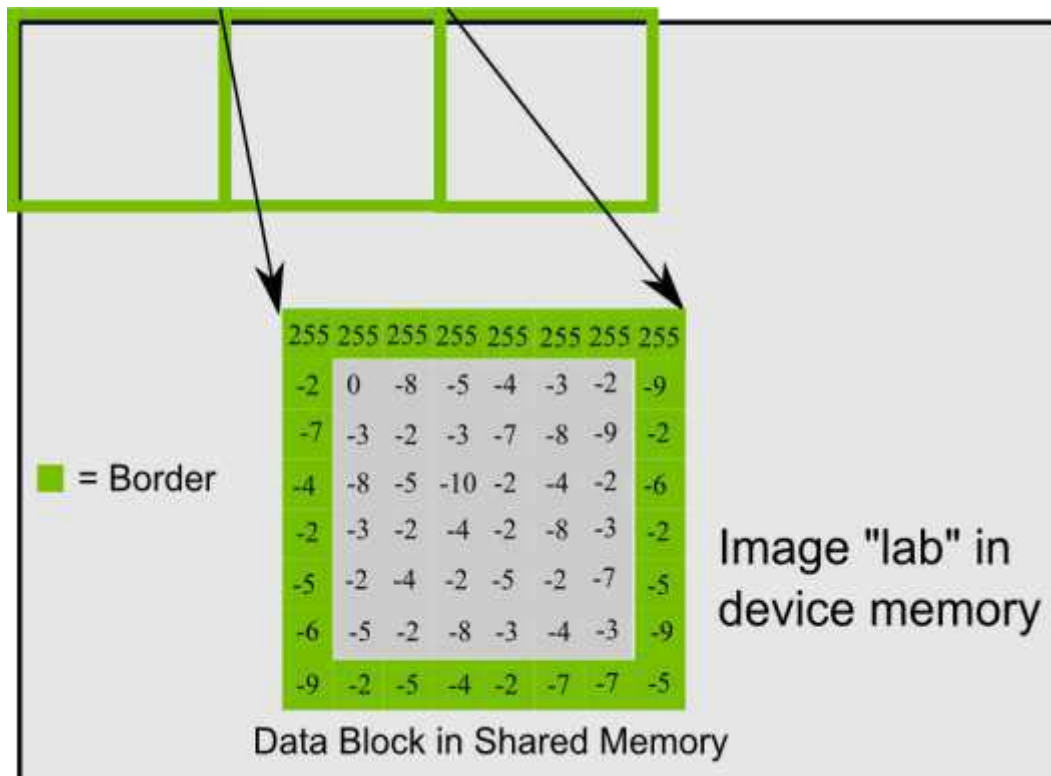 255 255 255 255 255 255 255 255
-2 0 -8 -5 -4 -3 -2 -9
-7 -3 -2 -3 -7 -8 -9 -2
-4 -8 -5 -10 -2 -4 -2 -6
-2 -3 -2 -4 -2 -8 -3 -2
-5 -2 -4 -2 -5 -2 -7 -5
-6 -5 -2 -8 -3 -4 -3 -9
-9 -2 -5 -4 -2 -7 -7 -5
= Border
Image "lab" in
device memory
Data Block in Shared Memory